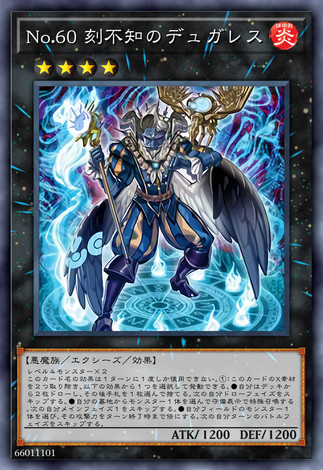 No.60 刻不知のデュガレス
炎
[悪魔族／エクシーズ／効果]
レベル4モンスター×2
このカード名の効果は1ターンに1度しか使用できない。①：このカードのX素材
を2つ取り除き、以下の効果から1つを選択して発動できる。●自分はデッキか
ら2枚ドローし、その後手札を1枚選んで捨てる。次の自分ドローフェイズをスキッ
プする。●自分の墓地からモンスター1体を選んで守備表示で特殊召喚す
る。次の自分メインフェイズ1をスキップする。●自分フィールドのモンスター1
体を選び、その攻撃力をターン終了時まで倍にする。次の自分ターンのバトルフ
ェイズをスキップする。
ATK/1200 DEF/1200
66011101